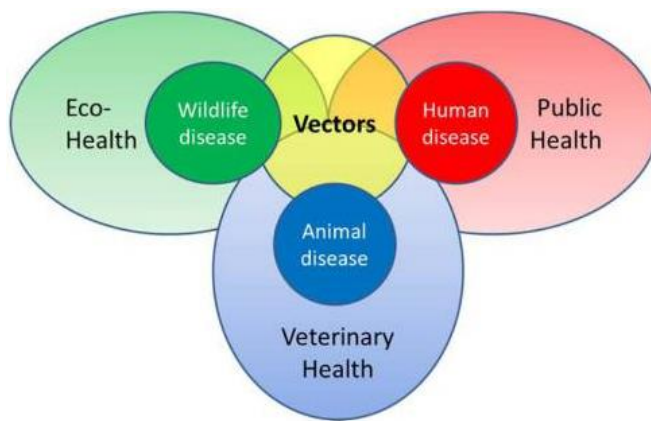 Eco-
Health
Wildlife
disease
Vectors
Human
disease
Public
Health
Animal
disease
Veterinary
Health